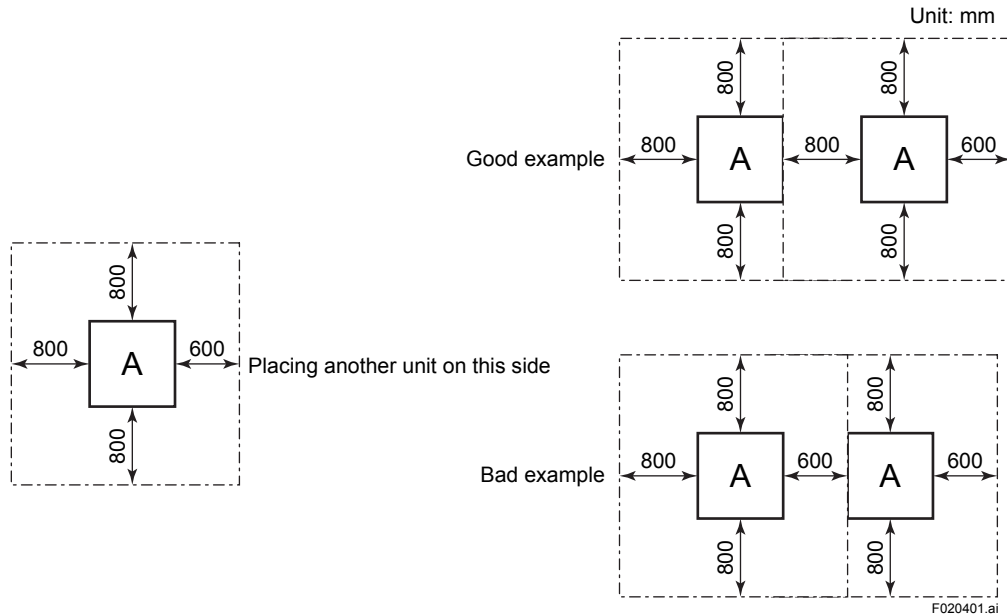 Unit: mm
800 800
Good example 800 A 800 A 600
800 800
800
800 A 600 Placing another unit on this side
800
800 800
Bad example 800 A 600 A 600
800 800
F020401.ai